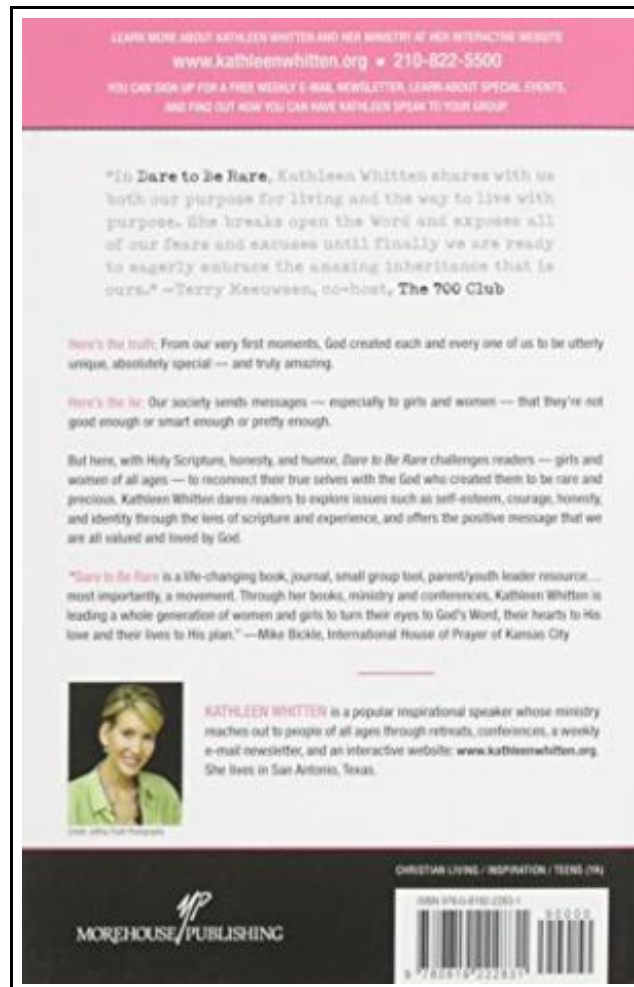 LEARN MORE ABOUT KATHLEEN WHITTEN AND HER MINISTRY AT HER INTERACTIVE WEBSITE
www.kathleenwhitten.org • 210-822-5500
YOU CAN SIGN UP FOR A FREE WEEKLY E-MAIL NEWSLETTER, LEARN ABOUT SPECIAL EVENTS,
AND FIND OUT HOW YOU CAN HAVE KATHLEEN SPEAK TO YOUR GROUP.
"In Dare to Be Rare, Kathleen Whitten shares with us
both our purpose for living and the way to live with
purpose. She breaks open the Word and exposes all
of our fears and excuses until finally we are ready
to eagerly embrace the amazing inheritance that is
ours." —Terry Meeuwsen, co-host, The 700 Club
Here's the truth: From our very first moments, God created each and every one of us to be utterly
unique, absolutely special — and truly amazing.
Here's the lie: Our society sends messages — especially to girls and women — that they're not
good enough or smart enough or pretty enough.
But here, with Holy Scripture, honesty, and humor, Dare to Be Rare challenges readers — girls and
women of all ages — to reconnect their true selves with the God who created them to be rare and
precious. Kathleen Whitten dares readers to explore issues such as self-esteem, courage, honesty,
and identity through the lens of scripture and experience, and offers the positive message that we
are all valued and loved by God.
"Dare to Be Rare is a life-changing book, journal, small group tool, parent/youth leader resource...
most importantly, a movement. Through her books, ministry and conferences, Kathleen Whitten is
leading a whole generation of women and girls to turn their eyes to God's Word, their hearts to His
love and their lives to His plan." —Mike Bickle, International House of Prayer of Kansas City
KATHLEEN WHITTEN is a popular inspirational speaker whose ministry
reaches out to people of all ages through retreats, conferences, a weekly
e-mail newsletter, and an interactive website: www.kathleenwhitten.org.
She lives in San Antonio, Texas.
CHRISTIAN LIVING / INSPIRATION / TEENS (YA)
MOREHOUSE PUBLISHING
ISBN 978-0-8192-2283-1
90000
9 780819 222831